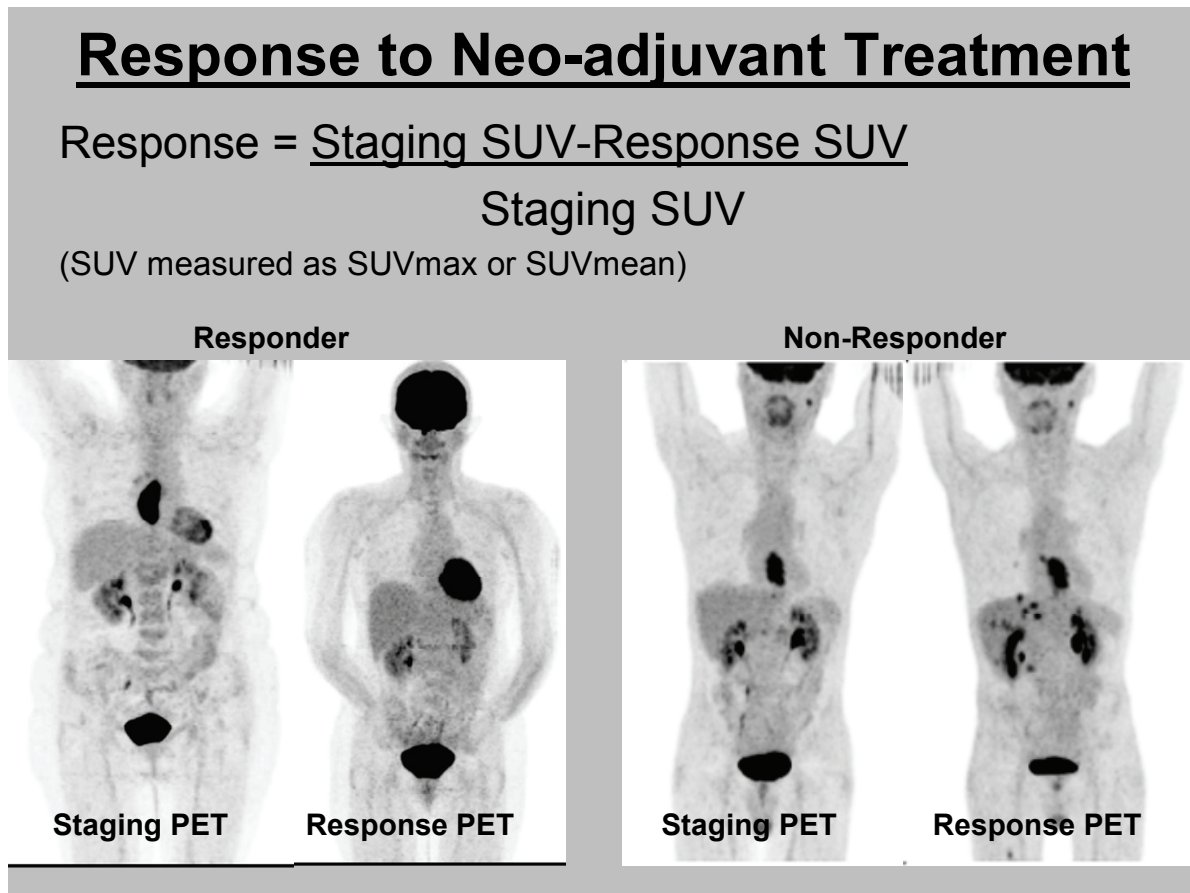 Response to Neo-adjuvant Treatment
Response = Staging SUV-Response SUV
Staging SUV
(SUV measured as SUVmax or SUVmean)
Responder
Non-Responder
Staging PET
Response PET
Staging PET
Response PET